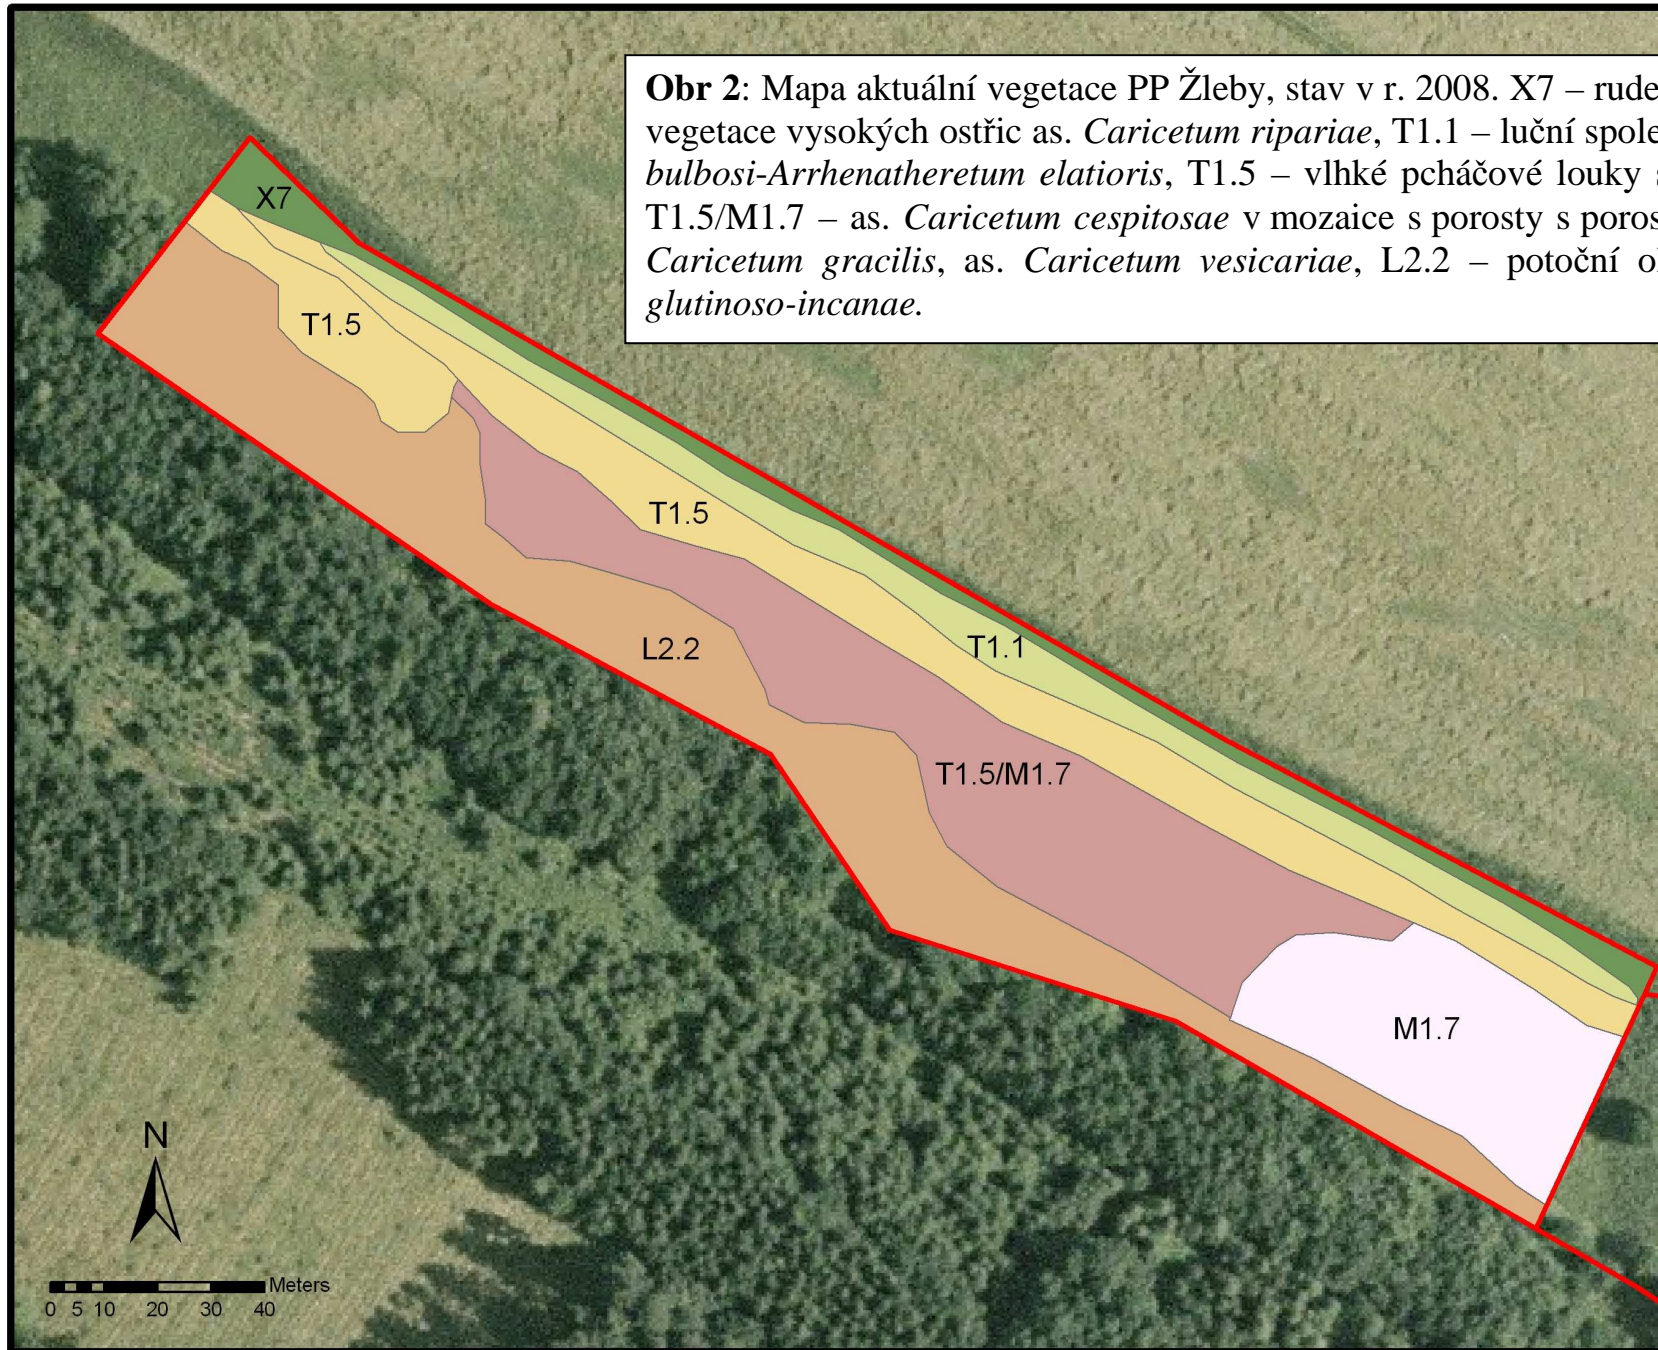 Obr 2: Mapa aktuální vegetace PP Žleby, stav v r. 2008. X7 – rude
vegetace vysokých ostřic as. Caricetum ripariae, T1.1 – luční spole
bulbosi-Arrhenatheretum elatioris, T1.5 – vlhké pcháčové louky s
T1.5/M1.7 – as. Caricetum cespitosae v mozaice s porosty s poros
Caricetum gracilis, as. Caricetum vesicariae, L2.2 – potoční ol
glutinoso-incanae.
X7
T1.5
T1.5
T1.1
L2.2
T1.5/M1.7
M1.7
N
Meters
0 5 10 20 30 40